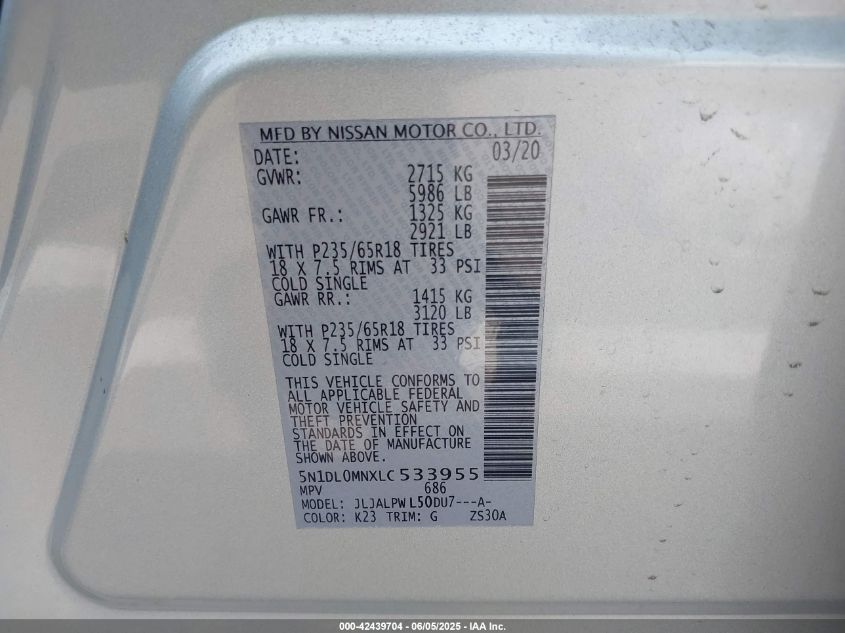 MFD BY NISSAN MOTOR CO., LTD.
DATE: 03/20
GVWR: 2715 KG
5986 LB
GAWR FR.: 1325 KG
2921 LB
WITH P235/65R18 TIRES
18 X 7.5 RIMS AT 33 PSI
COLD SINGLE
GAWR RR.: 1415 KG
3120 LB
WITH P235/65R18 TIRES
18 X 7.5 RIMS AT 33 PSI
COLD SINGLE
THIS VEHICLE CONFORMS TO
ALL APPLICABLE FEDERAL
MOTOR VEHICLE SAFETY AND
THEFT PREVENTION
STANDARDS IN EFFECT ON
THE DATE OF MANUFACTURE
SHOWN ABOVE.
5N1DL0MNXLC533955
MPV 686
MODEL: JLJALPWL50DU7---A-
COLOR: K23 TRIM: G ZS30A
000-42439704 - 06/05/2025 - IAA Inc.